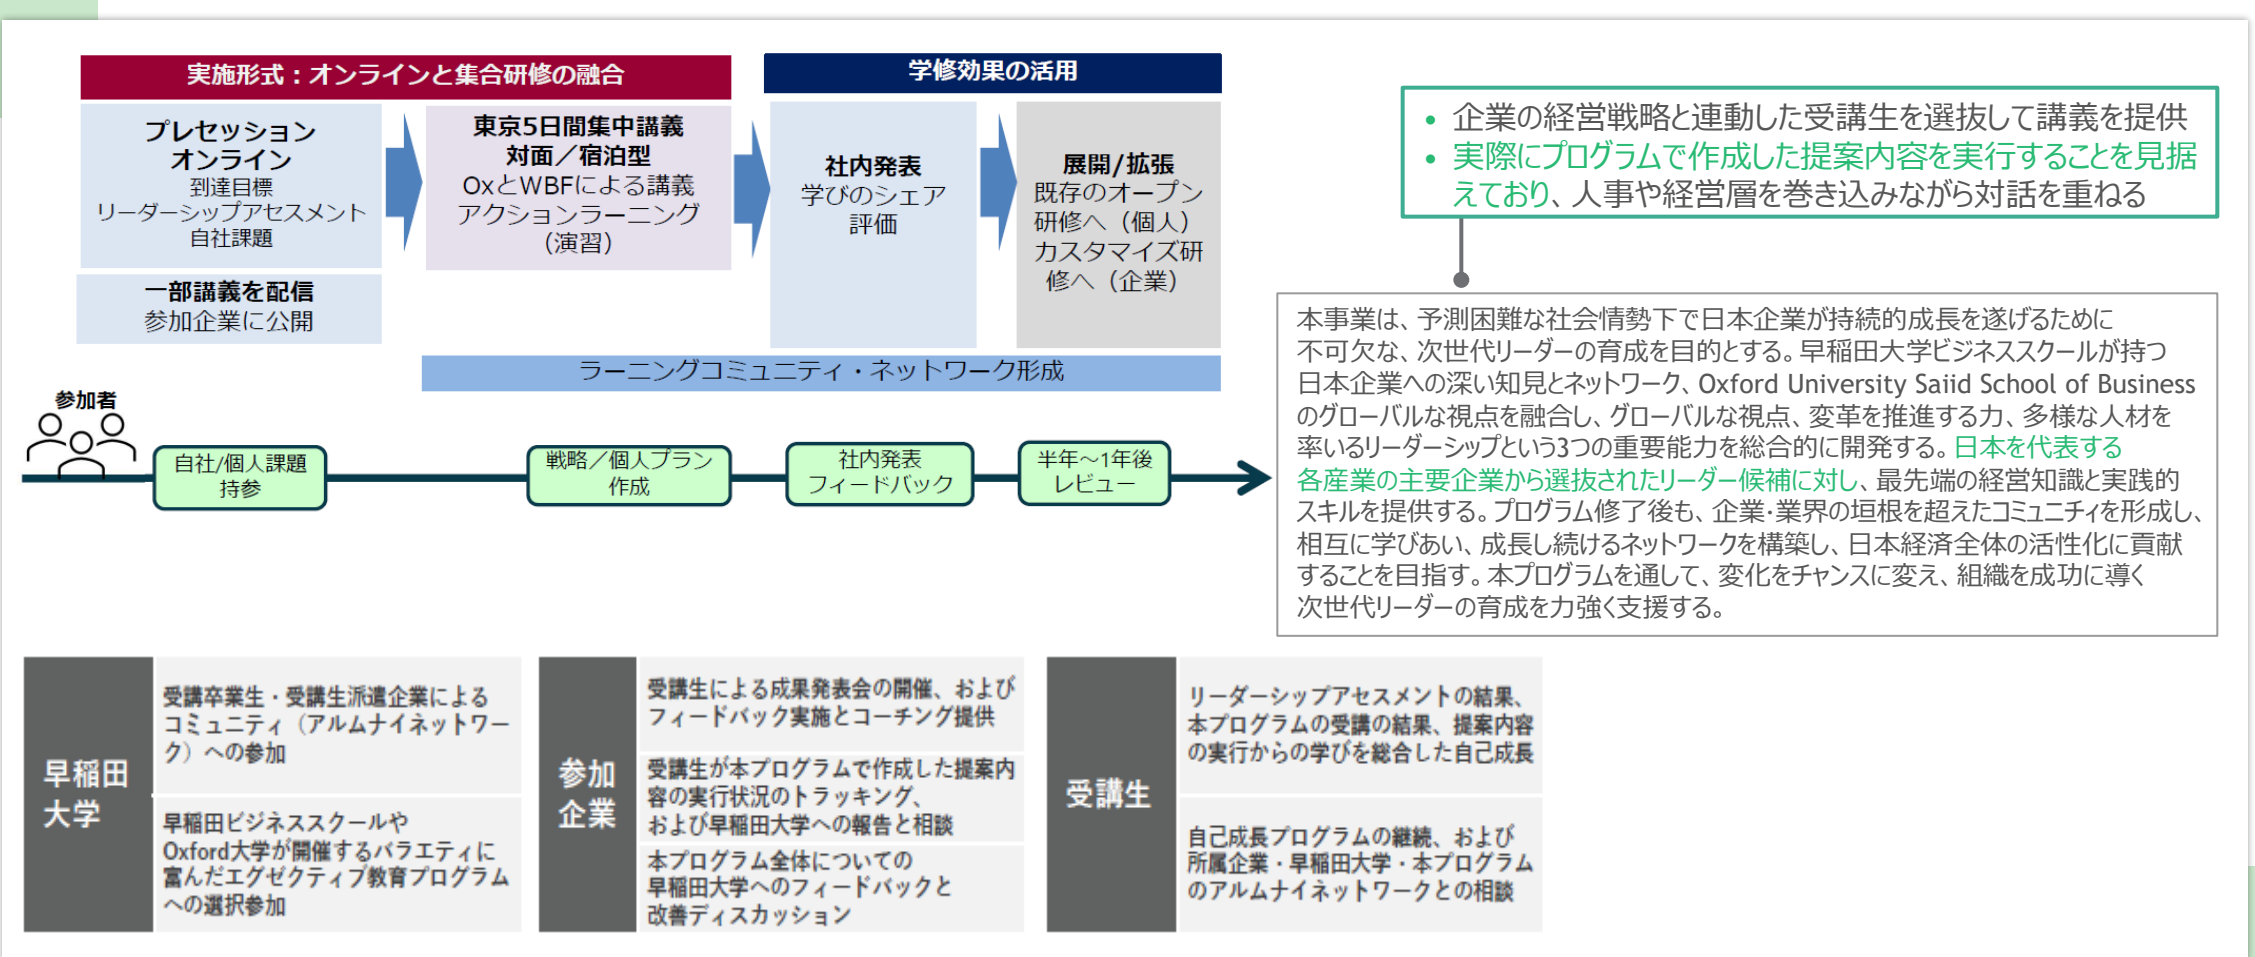 実施形式：オンラインと集合研修の融合
学修効果の活用
プレセッション
オンライン
到達目標
リーダーシップアセスメント
自社課題
一部講義を配信
参加企業に公開
東京5日間集中講義
対面／宿泊型
OxとWBFによる講義
アクションラーニング
（演習）
社内発表
学びのシェア
評価
展開/拡張
既存のオープン
研修へ（個人）
カスタマイズ研
修へ（企業）
ラーニングコミュニティ・ネットワーク形成
参加者
自社/個人課題
持参
戦略／個人プラン
作成
社内発表
フィードバック
半年～1年後
レビュー
• 企業の経営戦略と連動した受講生を選抜して講義を提供
• 実際にプログラムで作成した提案内容を実行することを見据
えており、人事や経営層を巻き込みながら対話を重ねる
本事業は、予測困難な社会情勢下で日本企業が持続的成長を遂げるために
不可欠な、次世代リーダーの育成を目的とする。早稲田大学ビジネススクールが持つ
日本企業への深い知見とネットワーク、Oxford University Saiid School of Business
のグローバルな視点を融合し、グローバルな視点、変革を推進する力、多様な人材を
率いるリーダーシップという3つの重要能力を総合的に開発する。日本を代表する
各産業の主要企業から選抜されたリーダー候補に対し、最先端の経営知識と実践的
スキルを提供する。プログラム修了後も、企業･業界の垣根を超えたコミュニティを形成し、
相互に学びあい、成長し続けるネットワークを構築し、日本経済全体の活性化に貢献
することを目指す。本プログラムを通して、変化をチャンスに変え、組織を成功に導く
次世代リーダーの育成を力強く支援する。
早稲田
大学
受講卒業生・受講生派遣企業による
コミュニティ（アルムナイネットワー
ク）への参加
早稲田ビジネススクールや
Oxford大学が開催するバラエティに
富んだエグゼクティブ教育プログラム
への選択参加
参加
企業
受講生による成果発表会の開催、および
フィードバック実施とコーチング提供
受講生が本プログラムで作成した提案内
容の実行状況のトラッキング、
および早稲田大学への報告と相談
本プログラム全体についての
早稲田大学へのフィードバックと
改善ディスカッション
受講生
リーダーシップアセスメントの結果、
本プログラムの受講の結果、提案内容
の実行からの学びを総合した自己成長
自己成長プログラムの継続、および
所属企業・早稲田大学・本プログラム
のアルムナイネットワークとの相談